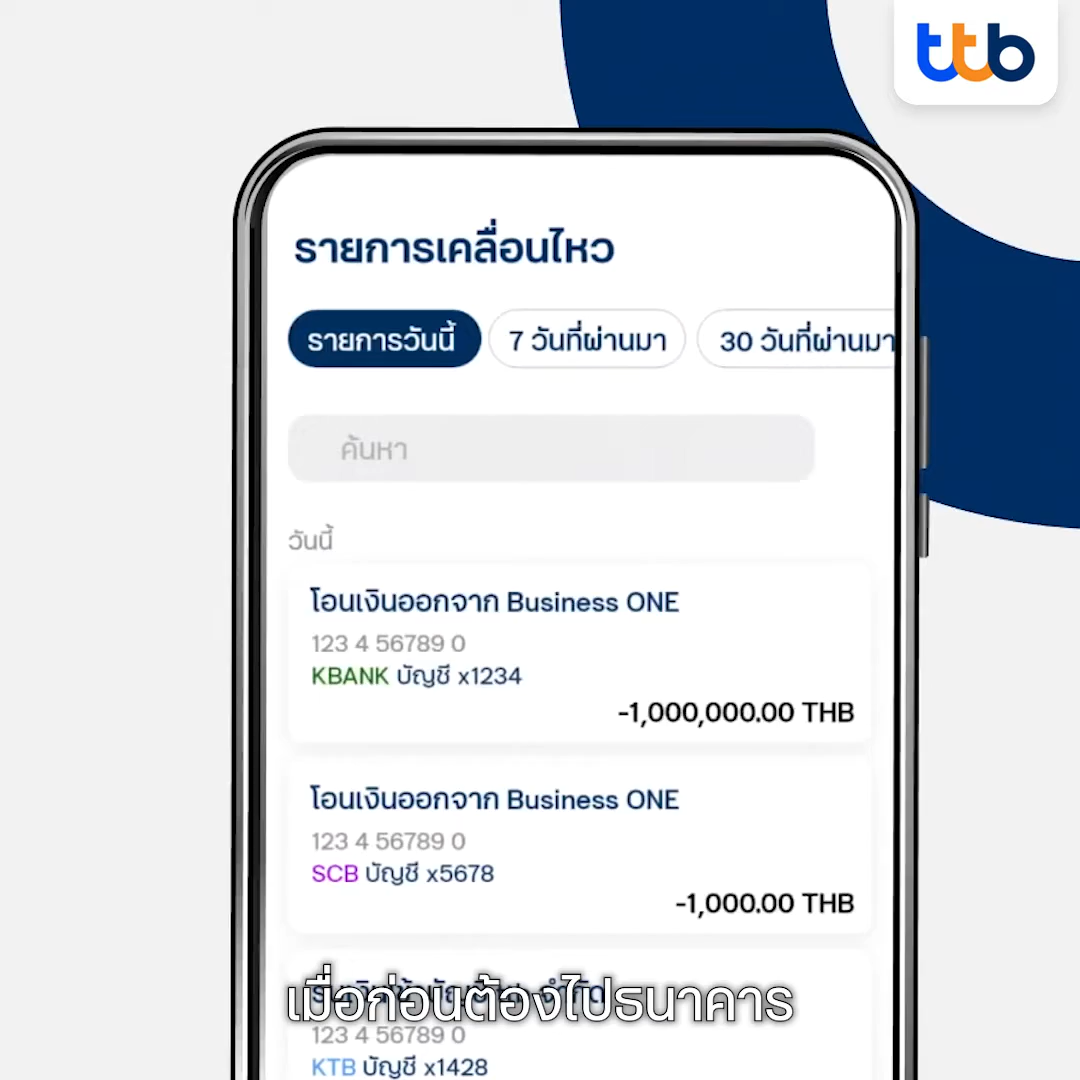 ttb
รายการเคลื่อนไหว
รายการวันนี้ 7 วันที่ผ่านมา 30 วันที่ผ่านมา
ค้นหา
วันนี้
โอนเงินออกจาก Business ONE
123 4 56789 0
KBANK บัญชี x1234
-1,000,000.00 THB
โอนเงินออกจาก Business ONE
123 4 56789 0
SCB บัญชี x5678
-1,000.00 THB
เมื่อก่อนต้องไปธนาคาร
123 4 56789 0
KTB บัญชี x1428